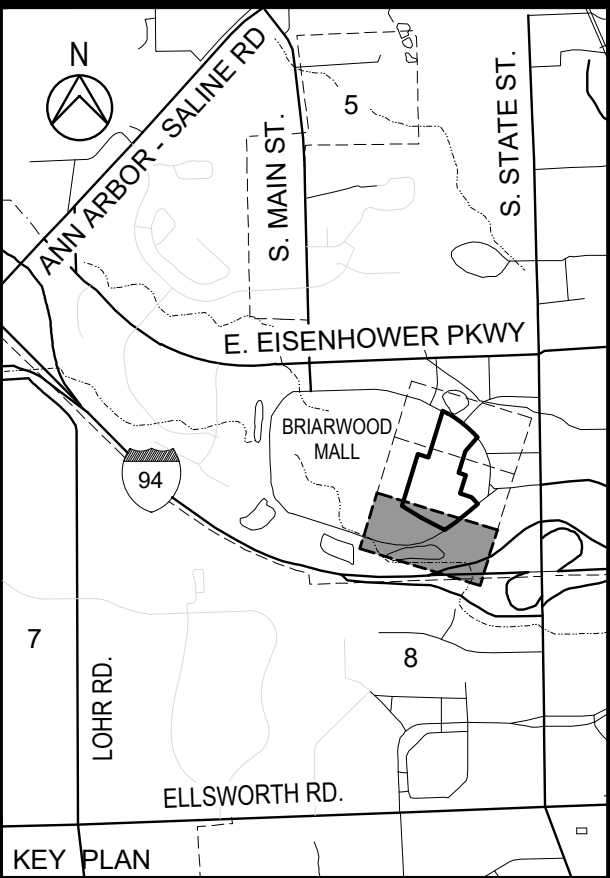 N
ANN ARBOR - SALINE RD
5
S. MAIN ST.
S. STATE ST.
E. EISENHOWER PKWY
BRIARWOOD
MALL
94
7
8
LOHR RD.
ELLSWORTH RD.
KEY PLAN